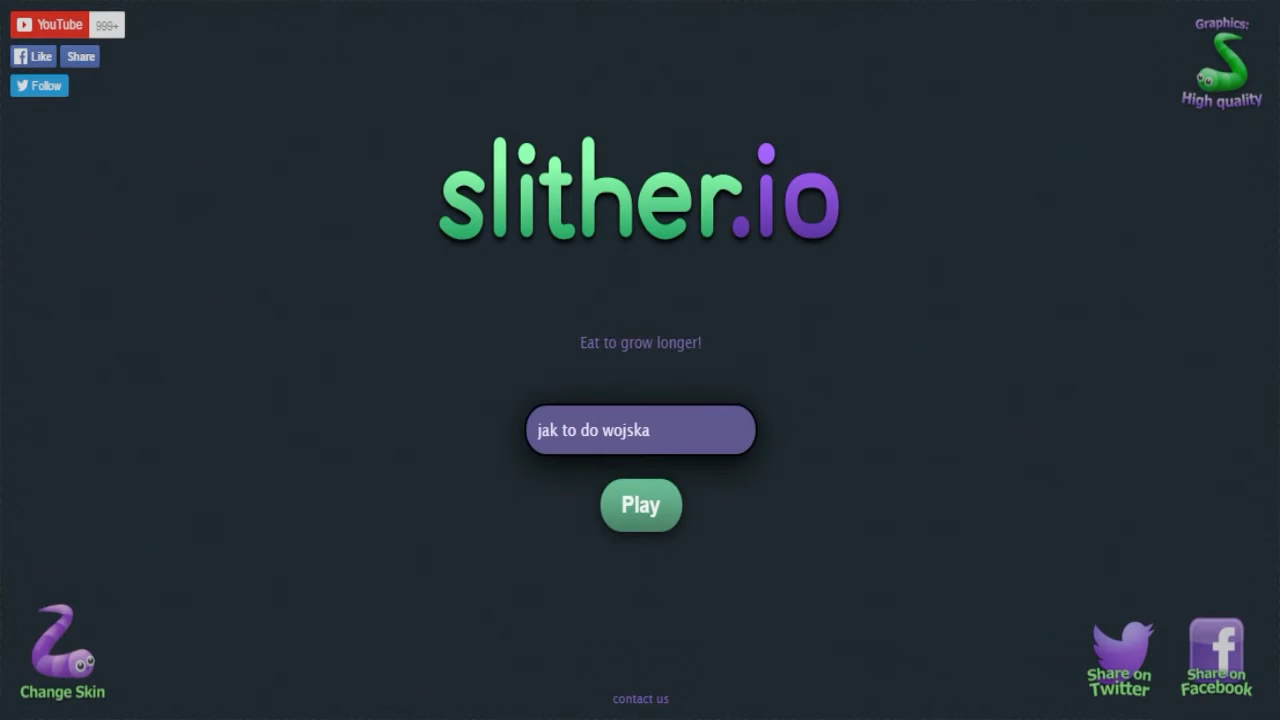 YouTube 999+
Like Share
Follow
Graphics:
High quality
slither.io
Eat to grow longer!
jak to do wojska
Play
Change Skin
contact us
Share on
Twitter
Share on
Facebook